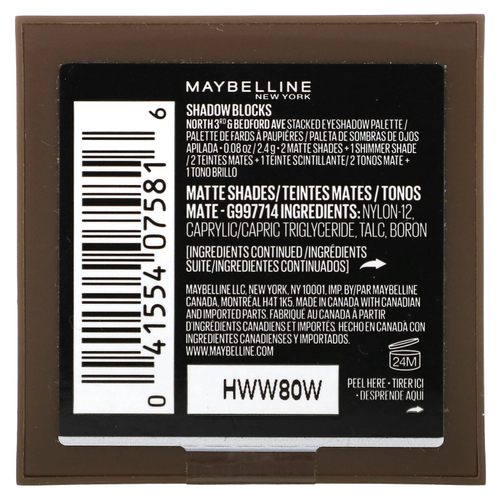 MAYBELLINE
NEW YORK
SHADOW BLOCKS
NORTH 3RD & BEDFORD AVE STACKED EYESHADOW PALETTE/
PALETTE DE FARDS À PAUPIÈRES/PALETA DE SOMBRAS DE OJOS
APILADA - 0.08 oz/2.4 g - 2 MATTE SHADES + 1 SHIMMER SHADE
/2 TEINTES MATES + 1 TEINTE SCINTILLANTE/2 TONOS MATE +
1 TONO BRILLO
MATTE SHADES/TEINTES MATES/TONOS
MATE - G997714 INGREDIENTS: NYLON-12,
CAPRYLIC/CAPRIC TRIGLYCERIDE, TALC, BORON
[INGREDIENTS CONTINUED/INGRÉDIENTS
SUITE/INGREDIENTES CONTINUADOS]
MAYBELLINE LLC, NEW YORK, NY 10001, IMP. BY/PAR MAYBELLINE
CANADA, MONTRÉAL H4T 1K5. MADE IN CANADA WITH CANADIAN
AND IMPORTED PARTS. FABRIQUÉ AU CANADA À PARTIR
D'INGRÉDIENTS CANADIENS ET IMPORTÉS. HECHO EN CANADÁ CON
INGREDIENTES CANADIENSES Y IMPORTADOS.
WWW.MAYBELLINE.COM
24M
HWW80W
PEEL HERE • TIRER ICI
• DESPRENDE AQUÍ
0 41554 07581 6